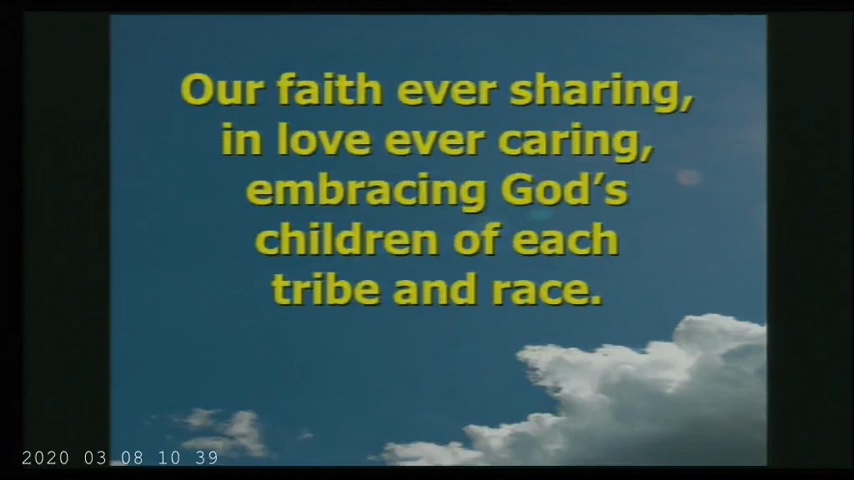 Our faith ever sharing,
in love ever caring,
embracing God's
children of each
tribe and race.
2020 03 08 10 39